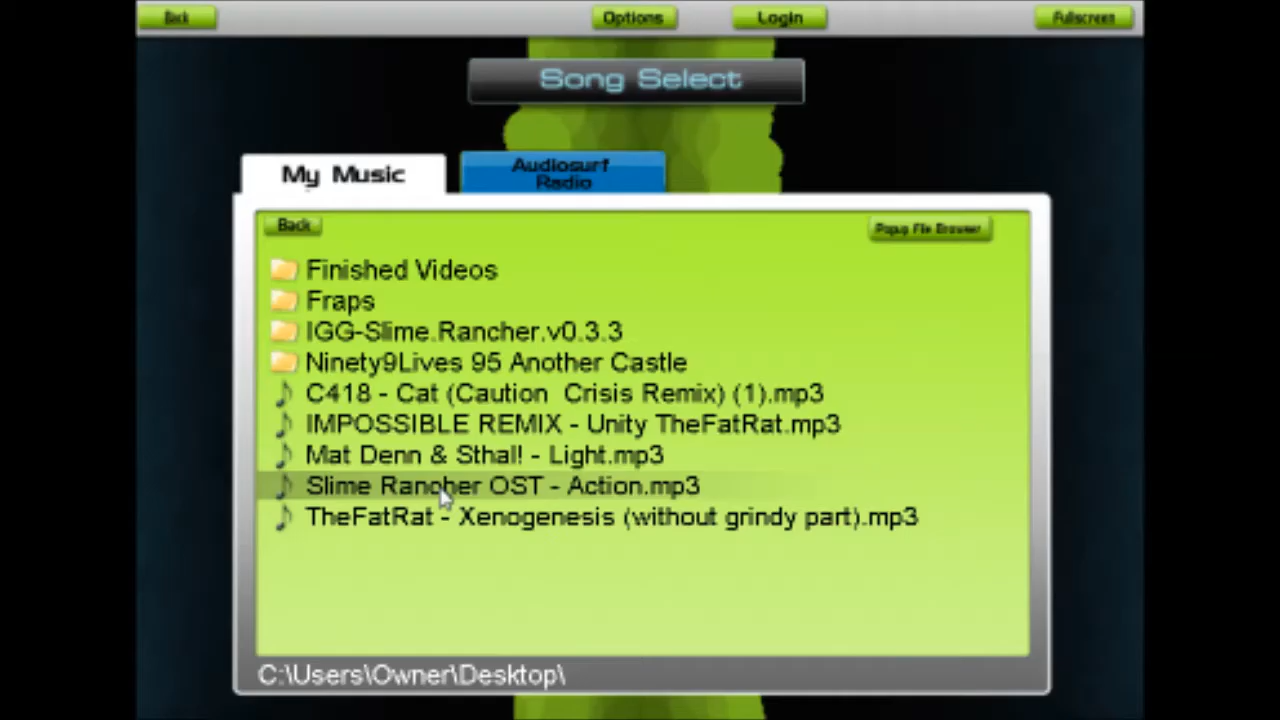 Back
Options
Login
Fullscreen
Song Select
My Music
Audiosurf
Radio
Back
Popup File Browser
Finished Videos
Fraps
IGG-Slime.Rancher.v0.3.3
Ninety9Lives 95 Another Castle
C418 - Cat (Caution  Crisis Remix) (1).mp3
IMPOSSIBLE REMIX - Unity TheFatRat.mp3
Mat Denn & Sthal! - Light.mp3
Slime Rancher OST - Action.mp3
TheFatRat - Xenogenesis (without grindy part).mp3
C:\Users\Owner\Desktop\